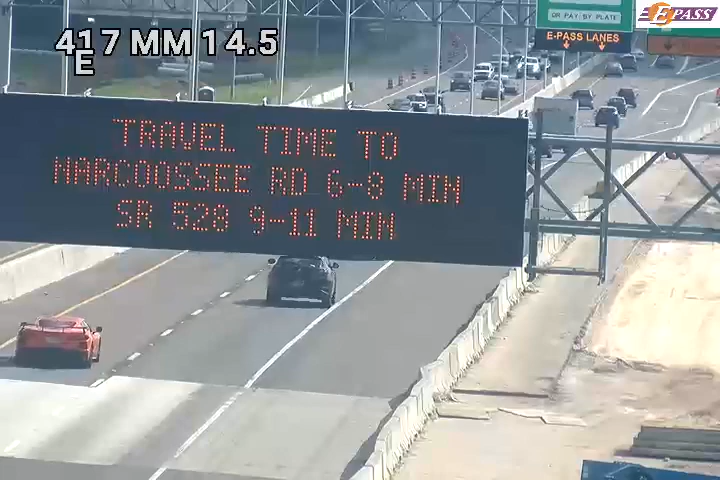 417 MM 14.5
E
OR PAY BY PLATE
E-PASS LANES
E-PASS
E-PASS
TRAVEL TIME TO
NARCOOSSEE RD 6-8 MIN
SR 528 9-11 MIN